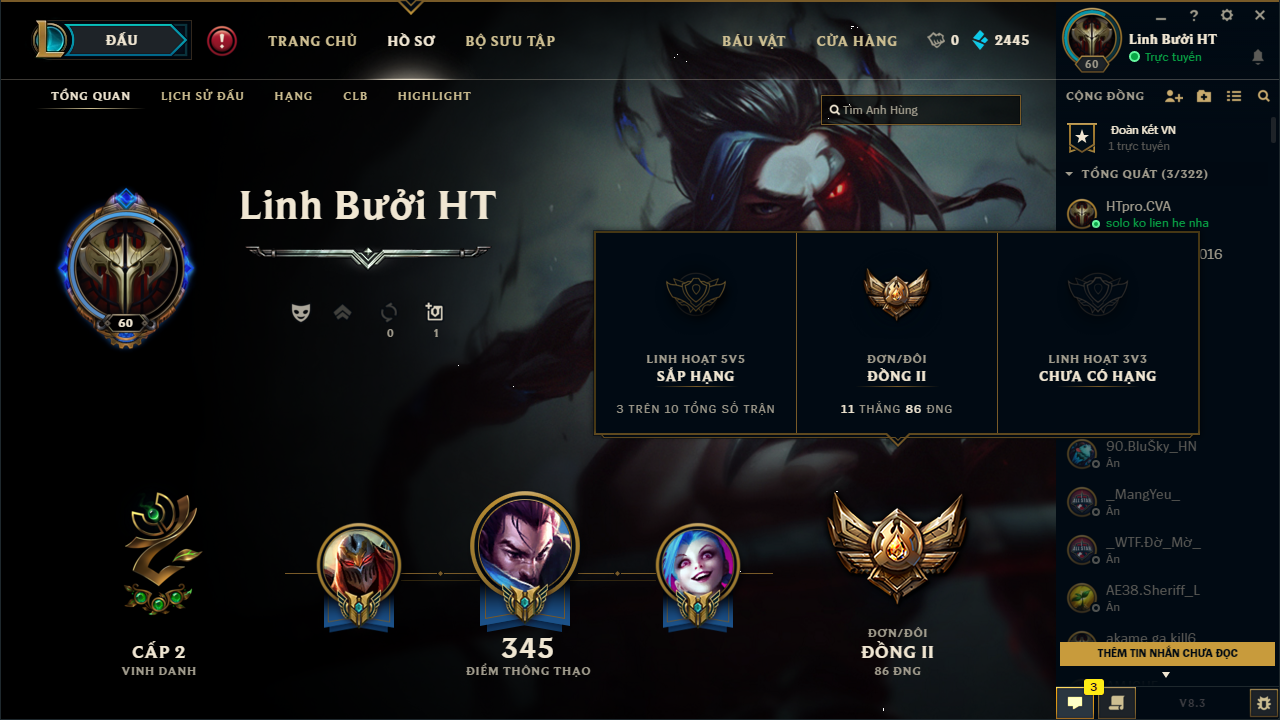 ĐẤU
TRANG CHỦ
HỒ SƠ
BỘ SƯU TẬP
BÁU VẬT
CỬA HÀNG
0
2445
?
60
Linh Bưởi HT
Trực tuyến
TỔNG QUAN
LỊCH SỬ ĐẤU
HẠNG
CLB
HIGHLIGHT
Tìm Anh Hùng
CỘNG ĐỒNG
Đoàn Kết VN
1 trực tuyến
TỔNG QUÁT (3/322)
HTpro.CVA
solo ko lien he nha
016
Linh Bưởi HT
60
0
1
LINH HOẠT 5V5
SẮP HẠNG
3 TRÊN 10 TỔNG SỐ TRẬN
ĐƠN/ĐÔI
ĐỒNG II
11 THẮNG 86 ĐNG
LINH HOẠT 3V3
CHƯA CÓ HẠNG
90.BluSky_HN
Ẩn
_MangYeu_
Ẩn
_WTF.Đờ_Mờ_
Ẩn
AE38.Sheriff_L
Ẩn
akame ga kill6
CẤP 2
VINH DANH
345
ĐIỂM THÔNG THẠO
ĐƠN/ĐÔI
ĐỒNG II
86 ĐNG
THÊM TIN NHẮN CHƯA ĐỌC
3
V8.3